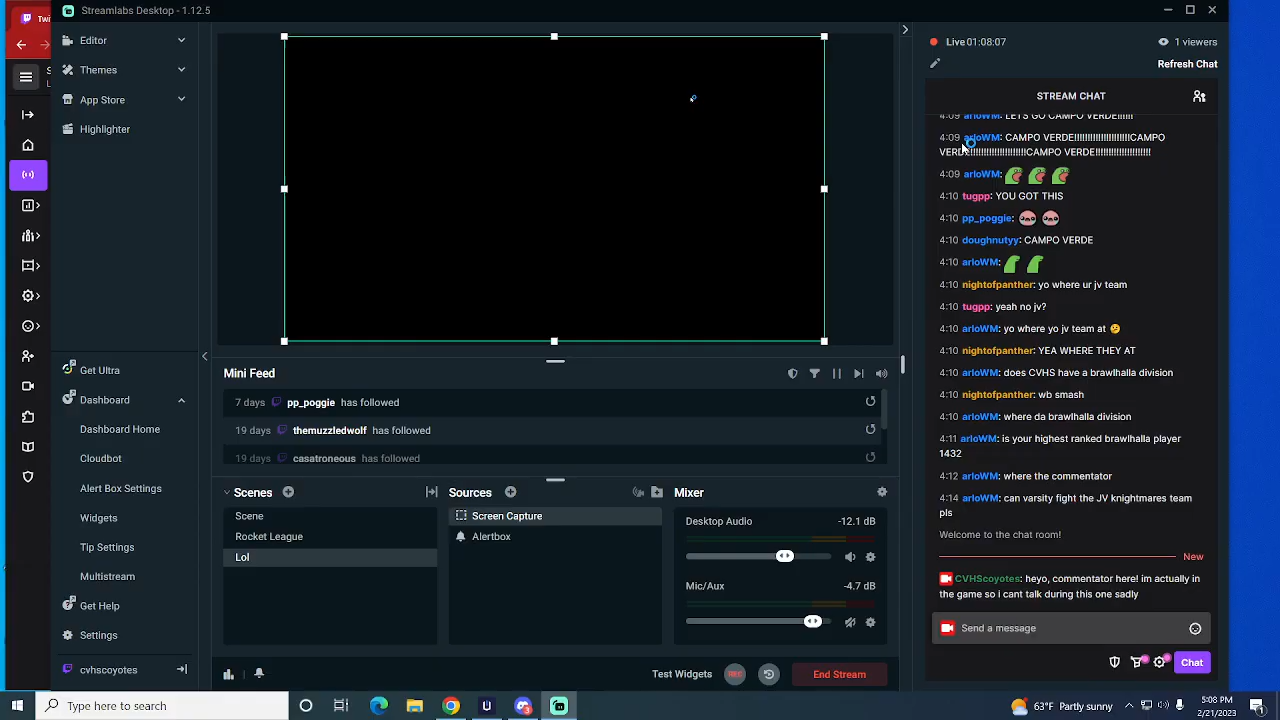 Twi
Streamlabs Desktop - 1.12.5
S
Editor
Themes
App Store
Highlighter
Get Ultra
Dashboard
Dashboard Home
Cloudbot
Alert Box Settings
Widgets
Tip Settings
Multistream
Get Help
Settings
cvhscoyotes
Mini Feed
7 days pp_poggie has followed
19 days themuzzledwolf has followed
19 days casatroneous has followed
Scenes
Scene
Rocket League
Lol
Sources
Screen Capture
Alertbox
Mixer
Desktop Audio -12.1 dB
Mic/Aux -4.7 dB
Test Widgets REC End Stream
Live 01:08:07 1 viewers
Refresh Chat
STREAM CHAT
4:09 arloWM: LETS GO CAMPO VERDE!!!!!
4:09 arloWM: CAMPO VERDE!!!!!!!!!!!!!!!!!!!!!CAMPO
VERDE!!!!!!!!!!!!!!!!!!!!!CAMPO VERDE!!!!!!!!!!!!!!!!!!!!
4:09 arloWM:
4:10 tugpp: YOU GOT THIS
4:10 pp_poggie:
4:10 doughnutyy: CAMPO VERDE
4:10 arloWM:
4:10 nightofpanther: yo where ur jv team
4:10 tugpp: yeah no jv?
4:10 arloWM: yo where yo jv team at 🤔
4:10 nightofpanther: YEA WHERE THEY AT
4:10 arloWM: does CVHS have a brawlhalla division
4:10 nightofpanther: wb smash
4:10 arloWM: where da brawlhalla division
4:11 arloWM: is your highest ranked brawlhalla player
1432
4:12 arloWM: where the commentator
4:14 arloWM: can varsity fight the JV knightmares team
pls
Welcome to the chat room!
New
CVHScoyotes: heyo, commentator here! im actually in
the game so i cant talk during this one sadly
Send a message
Chat
Type here to search
U
3
63°F Partly sunny
5:08 PM
2/21/2023
1